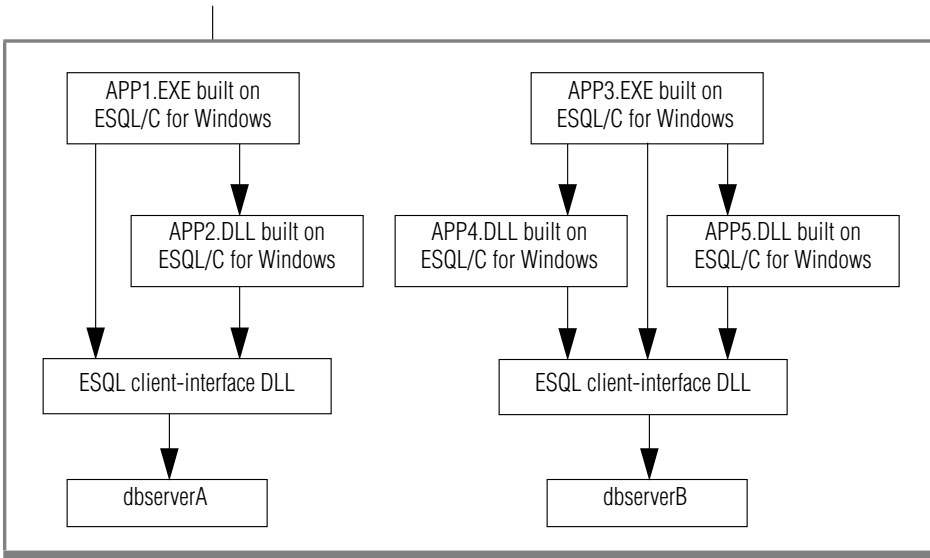 APP1.EXE built on
ESQL/C for Windows
APP3.EXE built on
ESQL/C for Windows
APP2.DLL built on
ESQL/C for Windows
APP4.DLL built on
ESQL/C for Windows
APP5.DLL built on
ESQL/C for Windows
ESQL client-interface DLL
ESQL client-interface DLL
dbserverA
dbserverB